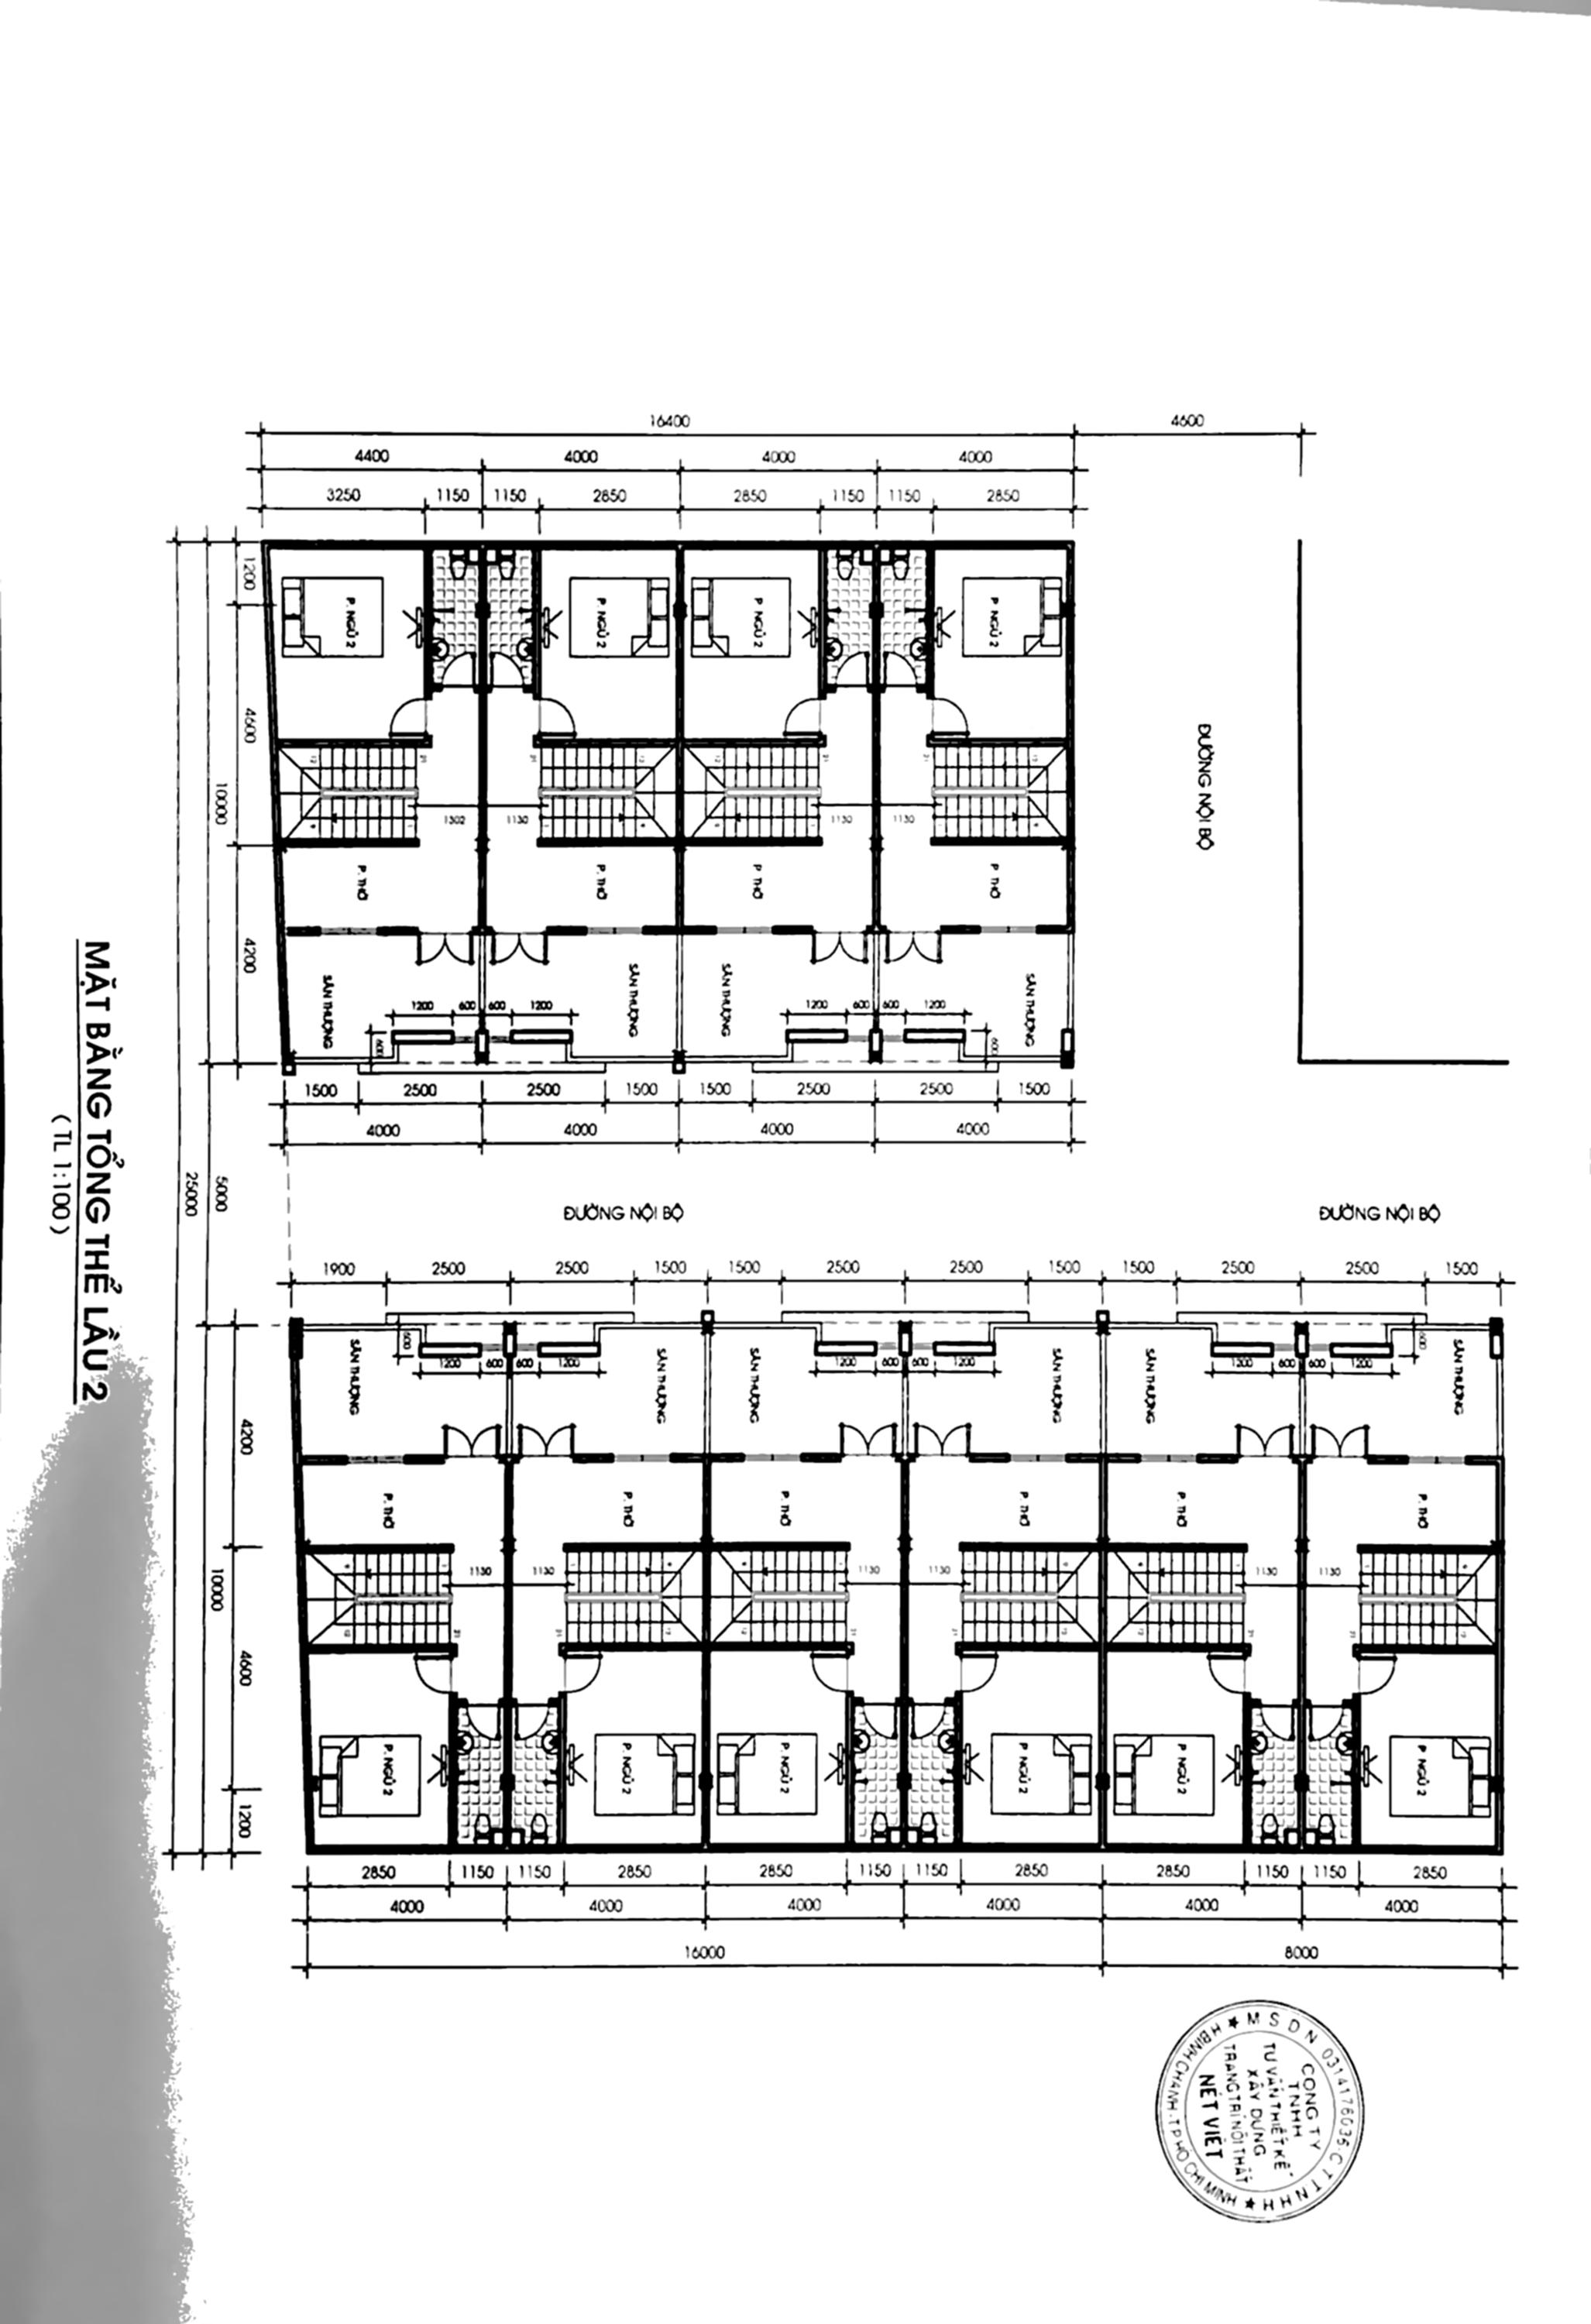 16400
4600
4400
4000
4000
4000
3250
1150
1150
2850
2850
1150
1150
2850
1200
4600
10000
4200
P. NGỦ 2
P. NGỦ 2
P. NGỦ 2
P. NGỦ 2
ĐƯỜNG NỘI BỘ
1302
1130
1130
1130
P. THỜ
P. THỜ
P. THỜ
P. THỜ
SÂN THƯỢNG
SÂN THƯỢNG
SÂN THƯỢNG
SÂN THƯỢNG
1200
600
600
1200
1200
600
600
1200
600
600
1500
2500
2500
1500
1500
2500
2500
1500
4000
4000
4000
4000
MẶT BẰNG TỔNG THỂ LẦU 2
( TL 1:100 )
25000
5000
ĐƯỜNG NỘI BỘ
ĐƯỜNG NỘI BỘ
1900
2500
2500
1500
1500
2500
2500
1500
1500
2500
2500
1500
600
600
1200
600
600
1200
1200
600
600
1200
1200
600
600
1200
SÂN THƯỢNG
SÂN THƯỢNG
SÂN THƯỢNG
SÂN THƯỢNG
SÂN THƯỢNG
SÂN THƯỢNG
4200
10000
4600
1200
P. THỜ
P. THỜ
P. THỜ
P. THỜ
P. THỜ
P. THỜ
1130
1130
1130
1130
1130
1130
P. NGỦ 2
P. NGỦ 2
P. NGỦ 2
P. NGỦ 2
P. NGỦ 2
P. NGỦ 2
2850
1150
1150
2850
2850
1150
1150
2850
2850
1150
1150
2850
4000
4000
4000
4000
4000
4000
16000
8000
★ M S D N 0314176036-C.T.T.N.H.H ★
H.BÌNH CHÁNH-T.P HỒ CHÍ MINH
CÔNG TY
TNHH
TƯ VẤN THIẾT KẾ
XÂY DỰNG
TRANG TRÍ NỘI THẤT
NÉT VIỆT